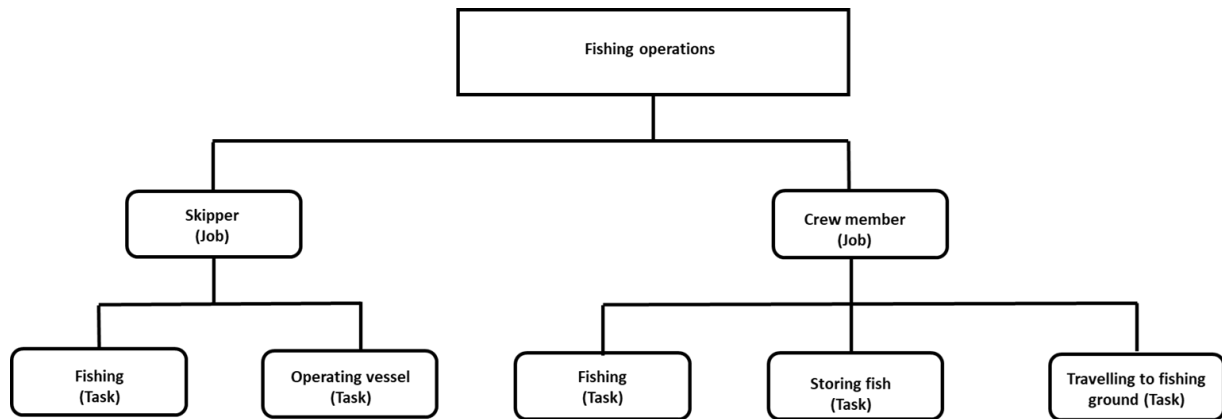 Fishing operations
Skipper
(Job)
Crew member
(Job)
Fishing
(Task)
Operating vessel
(Task)
Fishing
(Task)
Storing fish
(Task)
Travelling to fishing
ground (Task)